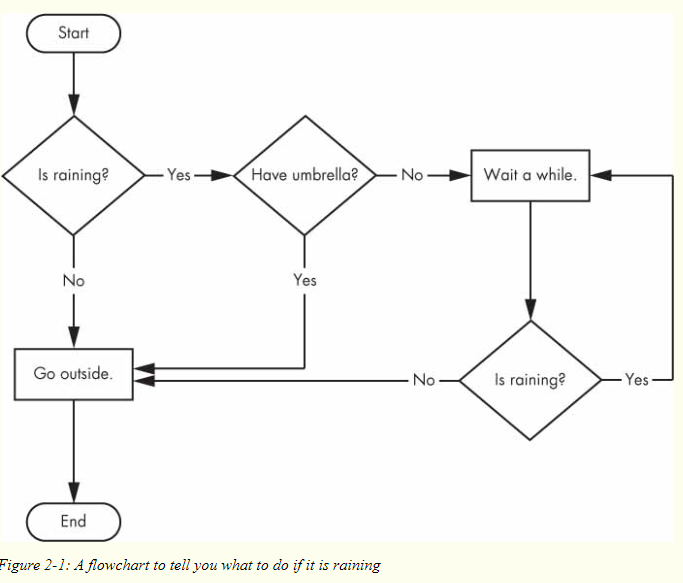 Start
Is raining?
Yes
Have umbrella?
No
Wait a while.
No
Yes
Go outside.
No
Is raining?
Yes
End
Figure 2-1: A flowchart to tell you what to do if it is raining